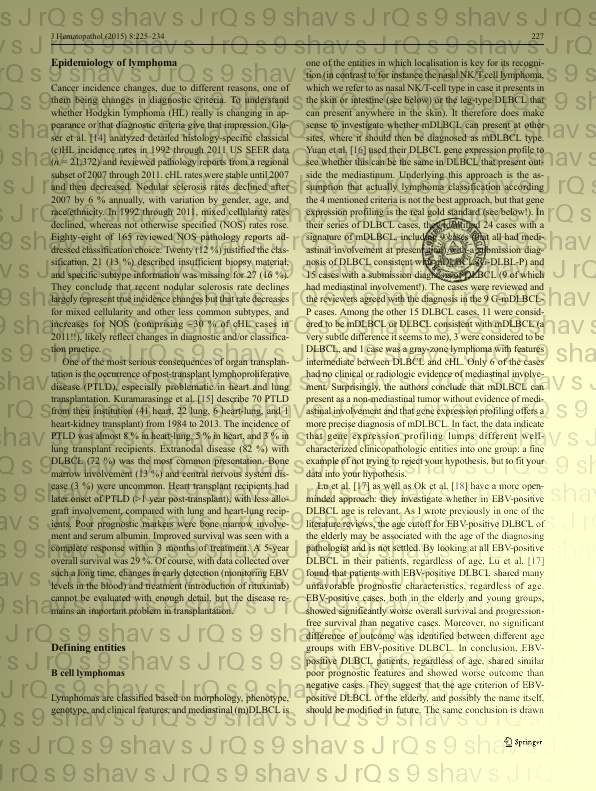 J Hematopathol (2015) 8:225–234
227
Epidemiology of lymphoma
Cancer incidence changes, due to different reasons, one of
them being changes in diagnostic criteria. To understand
whether Hodgkin lymphoma (HL) really is changing in ap-
pearance or that diagnostic criteria give that impression, Gla-
ser et al. [14] analyzed detailed histology-specific classical
(c)HL incidence rates in 1992 through 2011 US SEER data
(n = 21,372) and reviewed pathology reports from a regional
subset of 2007 through 2011. cHL rates were stable until 2007
and then decreased. Nodular sclerosis rates declined after
2007 by 6 % annually, with variation by gender, age, and
race/ethnicity. In 1992 through 2011, mixed cellularity rates
declined, whereas not otherwise specified (NOS) rates rose.
Eighty-eight of 165 reviewed NOS pathology reports ad-
dressed classification choice. Twenty (12 %) justified the clas-
sification, 21 (13 %) described insufficient biopsy material,
and specific subtype information was missing for 27 (16 %).
They conclude that recent nodular sclerosis rate declines
largely represent true incidence changes but that rate decreases
for mixed cellularity and other less common subtypes, and
increases for NOS (comprising ~30 % of cHL cases in
2011!!), likely reflect changes in diagnostic and/or classifica-
tion practice.
One of the most serious consequences of organ transplan-
tation is the occurrence of post-transplant lymphoproliferative
disease (PTLD), especially problematic in heart and lung
transplantation. Kumarasinge et al. [15] describe 70 PTLD
from their institution (41 heart, 22 lung, 6 heart-lung, and 1
heart-kidney transplant) from 1984 to 2013. The incidence of
PTLD was almost 8 % in heart-lung, 5 % in heart, and 3 % in
lung transplant recipients. Extranodal disease (82 %) with
DLBCL (72 %) was the most common presentation. Bone
marrow involvement (13 %) and central nervous system dis-
ease (3 %) were uncommon. Heart transplant recipients had
later onset of PTLD (>1 year post-transplant), with less allo-
graft involvement, compared with lung and heart-lung recip-
ients. Poor prognostic markers were bone marrow involve-
ment and serum albumin. Improved survival was seen with a
complete response within 3 months of treatment. A 5-year
overall survival was 29 %. Of course, with data collected over
such a long time, changes in early detection (monitoring EBV
levels in the blood) and treatment (introduction of rituximab)
cannot be evaluated with enough detail, but the disease re-
mains an important problem in transplantation.
Defining entities
B cell lymphomas
Lymphomas are classified based on morphology, phenotype,
genotype, and clinical features, and mediastinal (m)DLBCL is
one of the entities in which localisation is key for its recogni-
tion (in contrast to for instance the nasal NK/T cell lymphoma,
which we refer to as nasal NK/T-cell type in case it presents in
the skin or intestine (see below) or the leg-type DLBCL that
can present anywhere in the skin). It therefore does make
sense to investigate whether mDLBCL can present at other
sites, where it should then be diagnosed as mDLBCL type.
Yuan et al. [16] used their DLBCL gene expression profile to
see whether this can be the same in DLBCL that present out-
side the mediastinum. Underlying this approach is the as-
sumption that actually lymphoma classification according
the 4 mentioned criteria is not the best approach, but that gene
expression profiling is the real gold standard (see below!). In
their series of DLBCL cases, they identified 24 cases with a
signature of mDLBCL, including 9 cases that all had medi-
astinal involvement at presentation with a submission diag-
nosis of DLBCL consistent with mDLBCL (G-DLBL-P) and
15 cases with a submission diagnosis of DLBCL (9 of which
had mediastinal involvement!). The cases were reviewed and
the reviewers agreed with the diagnosis in the 9 G-mDLBCL-
P cases. Among the other 15 DLBCL cases, 11 were consid-
ered to be mDLBCL or DLBCL consistent with mDLBCL (a
very subtle difference it seems to me), 3 were considered to be
DLBCL, and 1 case was a gray-zone lymphoma with features
intermediate between DLBCL and cHL. Only 6 of the cases
had no clinical or radiologic evidence of mediastinal involve-
ment. Surprisingly, the authors conclude that mDLBCL can
present as a non-mediastinal tumor without evidence of medi-
astinal involvement and that gene expression profiling offers a
more precise diagnosis of mDLBCL. In fact, the data indicate
that gene expression profiling lumps different well-
characterized clinicopathologic entities into one group: a fine
example of not trying to reject your hypothesis, but to fit your
data into your hypothesis.
Lu et al. [17] as well as Ok et al. [18] have a more open-
minded approach: they investigate whether in EBV-positive
DLBCL age is relevant. As I wrote previously in one of the
literature reviews, the age cutoff for EBV-positive DLBCL of
the elderly may be associated with the age of the diagnosing
pathologist and is not settled. By looking at all EBV-positive
DLBCL in their patients, regardless of age, Lu et al. [17]
found that patients with EBV-positive DLBCL shared many
unfavorable prognostic characteristics, regardless of age.
EBV-positive cases, both in the elderly and young groups,
showed significantly worse overall survival and progression-
free survival than negative cases. Moreover, no significant
difference of outcome was identified between different age
groups with EBV-positive DLBCL. In conclusion, EBV-
positive DLBCL patients, regardless of age, shared similar
poor prognostic features and showed worse outcome than
negative cases. They suggest that the age criterion of EBV-
positive DLBCL of the elderly, and possibly the name itself,
should be modified in future. The same conclusion is drawn
Springer